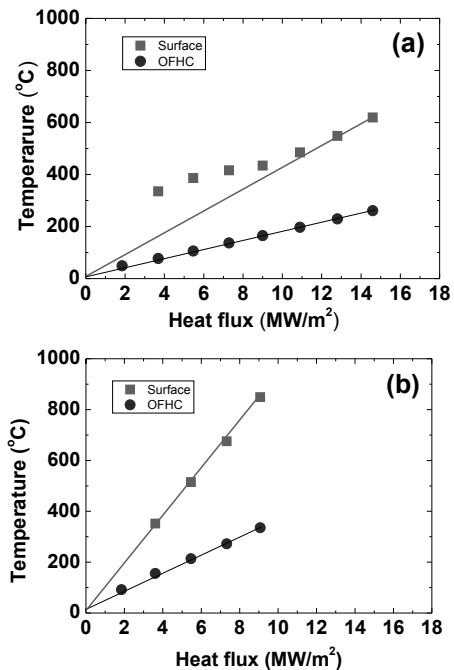 1000
(a)
Surface
OFHC
800
600
400
200
0
Temperarure (°C)
0 2 4 6 8 10 12 14 16 18
Heat flux (MW/m²)
1000
(b)
Surface
OFHC
800
600
400
200
0
Temperature (°C)
0 2 4 6 8 10 12 14 16 18
Heat flux (MW/m²)